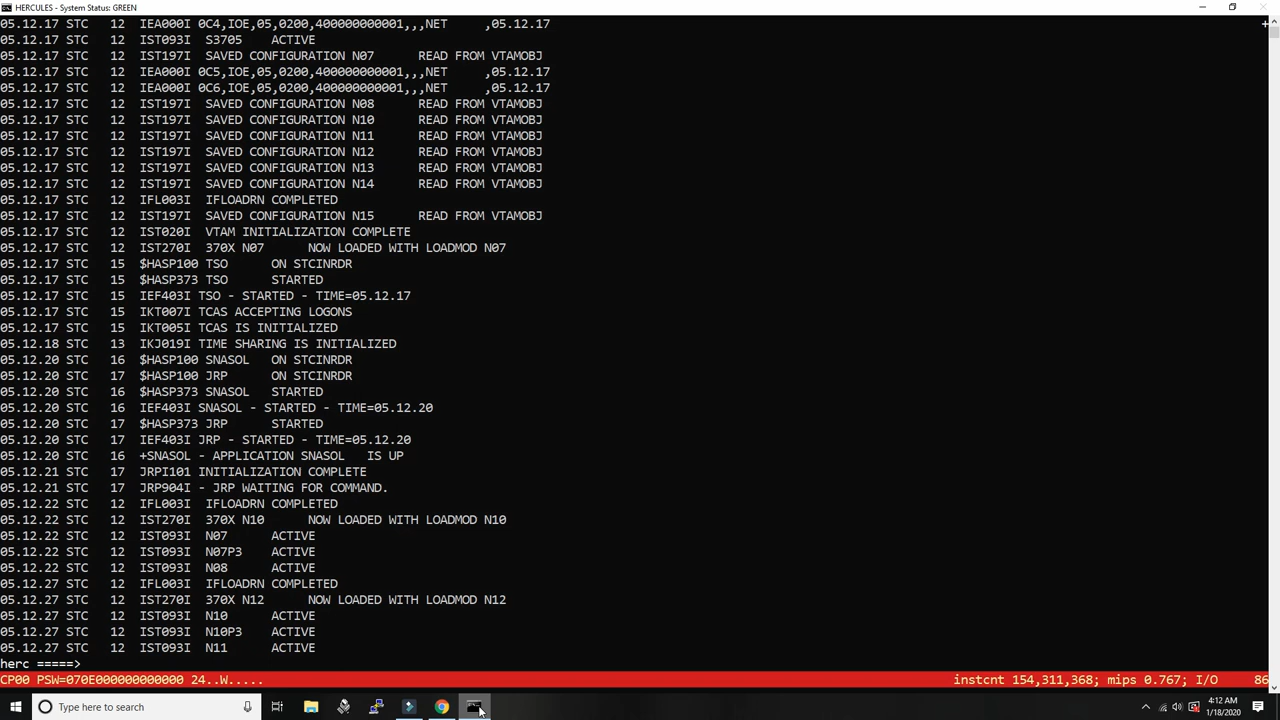 HERCULES - System Status: GREEN
05.12.17 STC   12  IEA000I 0C4,IOE,05,0200,400000000001,,,NET     ,05.12.17
05.12.17 STC   12  IST093I  S3705    ACTIVE
05.12.17 STC   12  IST197I  SAVED CONFIGURATION N07      READ FROM VTAMOBJ
05.12.17 STC   12  IEA000I 0C5,IOE,05,0200,400000000001,,,NET     ,05.12.17
05.12.17 STC   12  IEA000I 0C6,IOE,05,0200,400000000001,,,NET     ,05.12.17
05.12.17 STC   12  IST197I  SAVED CONFIGURATION N08      READ FROM VTAMOBJ
05.12.17 STC   12  IST197I  SAVED CONFIGURATION N10      READ FROM VTAMOBJ
05.12.17 STC   12  IST197I  SAVED CONFIGURATION N11      READ FROM VTAMOBJ
05.12.17 STC   12  IST197I  SAVED CONFIGURATION N12      READ FROM VTAMOBJ
05.12.17 STC   12  IST197I  SAVED CONFIGURATION N13      READ FROM VTAMOBJ
05.12.17 STC   12  IST197I  SAVED CONFIGURATION N14      READ FROM VTAMOBJ
05.12.17 STC   12  IFL003I  IFLOADRN COMPLETED
05.12.17 STC   12  IST197I  SAVED CONFIGURATION N15      READ FROM VTAMOBJ
05.12.17 STC   12  IST020I  VTAM INITIALIZATION COMPLETE
05.12.17 STC   12  IST270I  370X N07      NOW LOADED WITH LOADMOD N07
05.12.17 STC   15  $HASP100 TSO      ON STCINRDR
05.12.17 STC   15  $HASP373 TSO      STARTED
05.12.17 STC   15  IEF403I TSO - STARTED - TIME=05.12.17
05.12.17 STC   15  IKT007I TCAS ACCEPTING LOGONS
05.12.17 STC   15  IKT005I TCAS IS INITIALIZED
05.12.18 STC   13  IKJ019I TIME SHARING IS INITIALIZED
05.12.20 STC   16  $HASP100 SNASOL   ON STCINRDR
05.12.20 STC   17  $HASP100 JRP      ON STCINRDR
05.12.20 STC   16  $HASP373 SNASOL   STARTED
05.12.20 STC   16  IEF403I SNASOL - STARTED - TIME=05.12.20
05.12.20 STC   17  $HASP373 JRP      STARTED
05.12.20 STC   17  IEF403I JRP - STARTED - TIME=05.12.20
05.12.20 STC   16  +SNASOL - APPLICATION SNASOL   IS UP
05.12.21 STC   17  JRPI101 INITIALIZATION COMPLETE
05.12.21 STC   17  JRP904I - JRP WAITING FOR COMMAND.
05.12.22 STC   12  IFL003I  IFLOADRN COMPLETED
05.12.22 STC   12  IST270I  370X N10      NOW LOADED WITH LOADMOD N10
05.12.22 STC   12  IST093I  N07      ACTIVE
05.12.22 STC   12  IST093I  N07P3    ACTIVE
05.12.22 STC   12  IST093I  N08      ACTIVE
05.12.27 STC   12  IFL003I  IFLOADRN COMPLETED
05.12.27 STC   12  IST270I  370X N12      NOW LOADED WITH LOADMOD N12
05.12.27 STC   12  IST093I  N10      ACTIVE
05.12.27 STC   12  IST093I  N10P3    ACTIVE
05.12.27 STC   12  IST093I  N11      ACTIVE
herc =====>
CP00 PSW=070E000000000000 24..W..... instcnt 154,311,368; mips 0.767; I/O 86
Type here to search
4:12 AM
1/18/2020